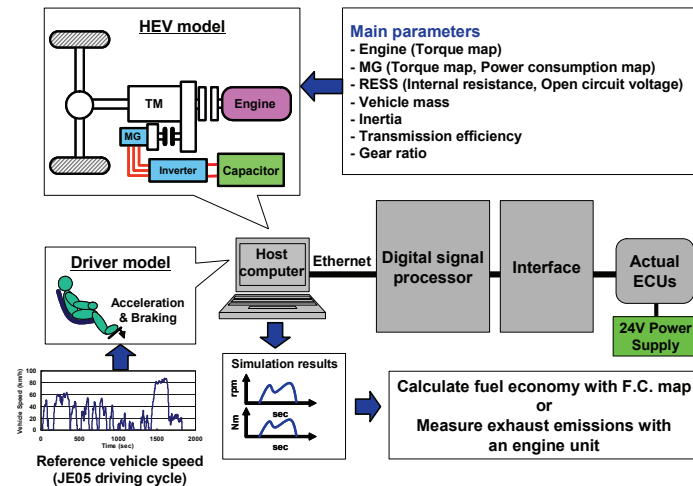 HEV model
TM
Engine
MG
Inverter
Capacitor
Main parameters
- Engine (Torque map)
- MG (Torque map, Power consumption map)
- RESS (Internal resistance, Open circuit voltage)
- Vehicle mass
- Inertia
- Transmission efficiency
- Gear ratio
Driver model
Acceleration
& Braking
Host
computer
Ethernet
Digital signal
processor
Interface
Actual
ECUs
24V Power
Supply
Vehicle Speed (km/h)
100
80
60
40
20
0
0 500 1000 1500 2000
Time (sec)
Reference vehicle speed
(JE05 driving cycle)
Simulation results
rpm
sec
Nm
sec
Calculate fuel economy with F.C. map
or
Measure exhaust emissions with
an engine unit